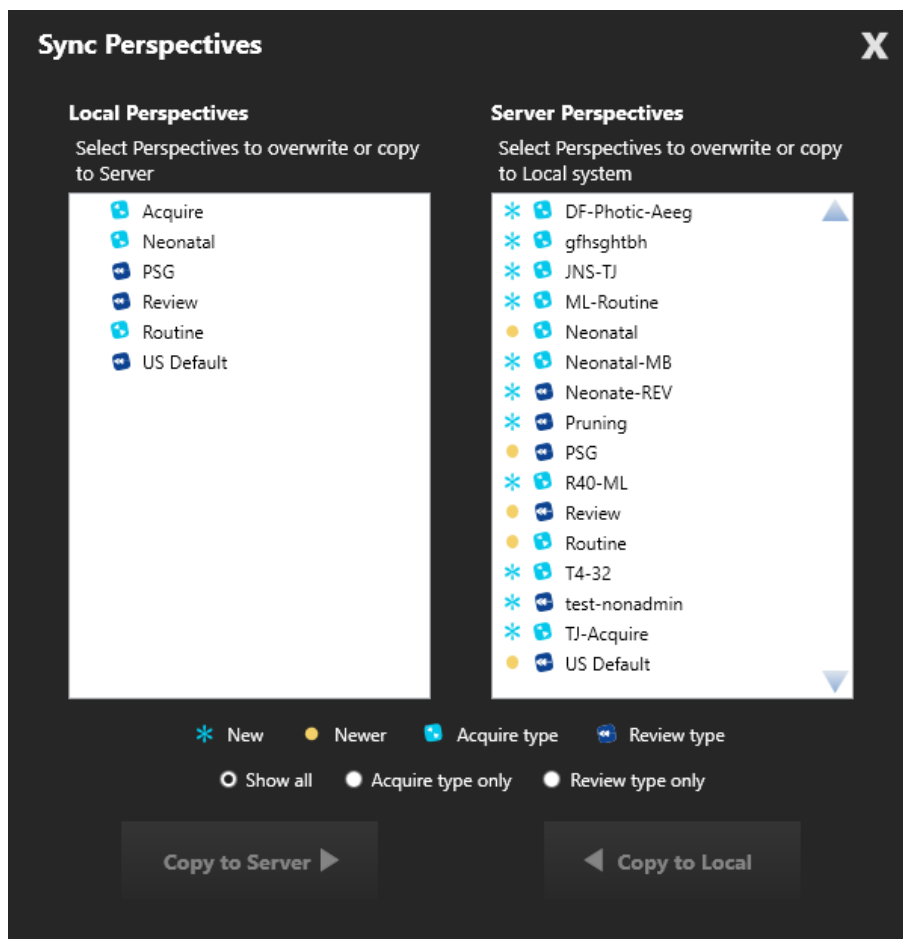 Sync Perspectives
X
Local Perspectives
Select Perspectives to overwrite or copy
to Server
Acquire
Neonatal
PSG
Review
Routine
US Default
Server Perspectives
Select Perspectives to overwrite or copy
to Local system
DF-Photic-Aeeg
gfhsghtbh
JNS-TJ
ML-Routine
Neonatal
Neonatal-MB
Neonate-REV
Pruning
PSG
R40-ML
Review
Routine
T4-32
test-nonadmin
TJ-Acquire
US Default
New Newer Acquire type Review type
Show all Acquire type only Review type only
Copy to Server Copy to Local